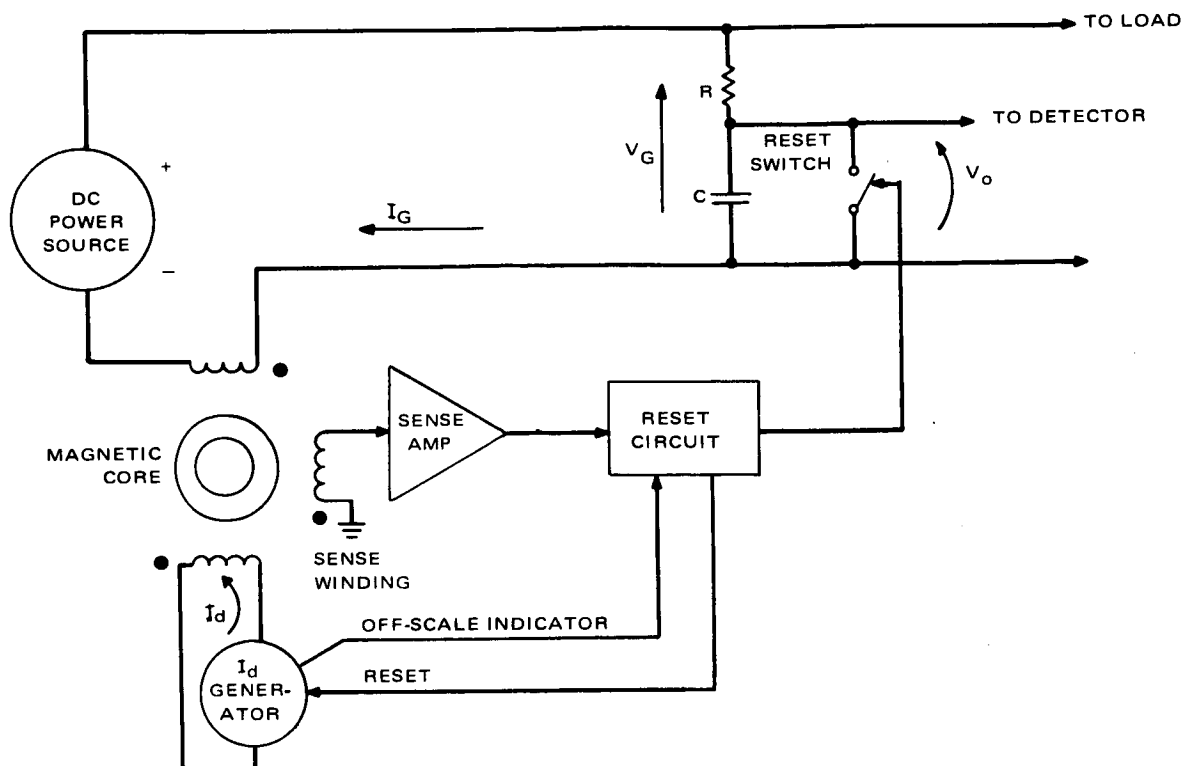 TO LOAD
R
TO DETECTOR
RESET
SWITCH
V_G
V_o
C
+
DC
POWER
SOURCE
I_G
−
SENSE
AMP
RESET
CIRCUIT
MAGNETIC
CORE
SENSE
WINDING
I_d
OFF-SCALE INDICATOR
I_d
GENER-
ATOR
RESET